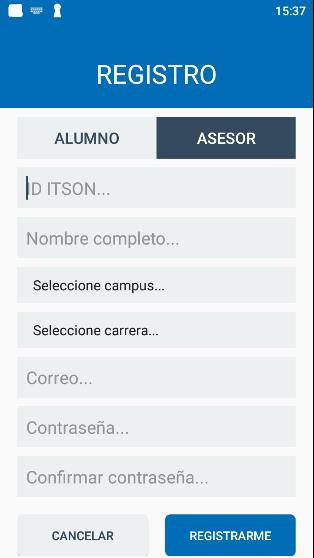 15:37
REGISTRO
ALUMNO ASESOR
ID ITSON...
Nombre completo...
Seleccione campus...
Seleccione carrera...
Correo...
Contraseña...
Confirmar contraseña...
CANCELAR REGISTRARME